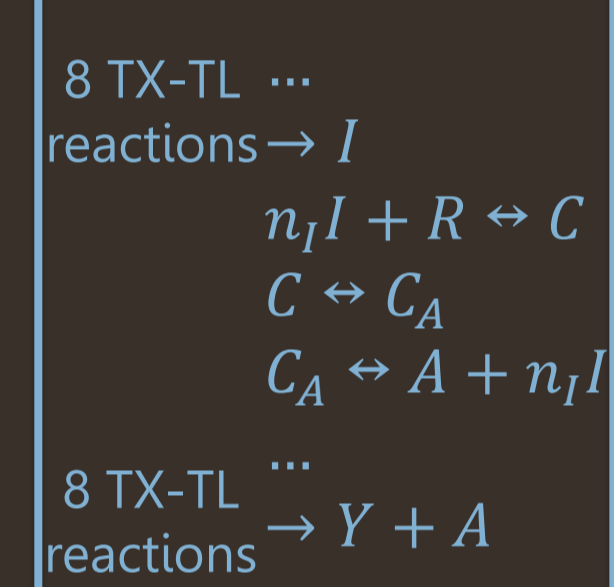 8 TX-TL ⋯
reactions → I
n_I I + R ↔ C
C ↔ C_A
C_A ↔ A + n_I I
⋯
8 TX-TL
reactions → Y + A